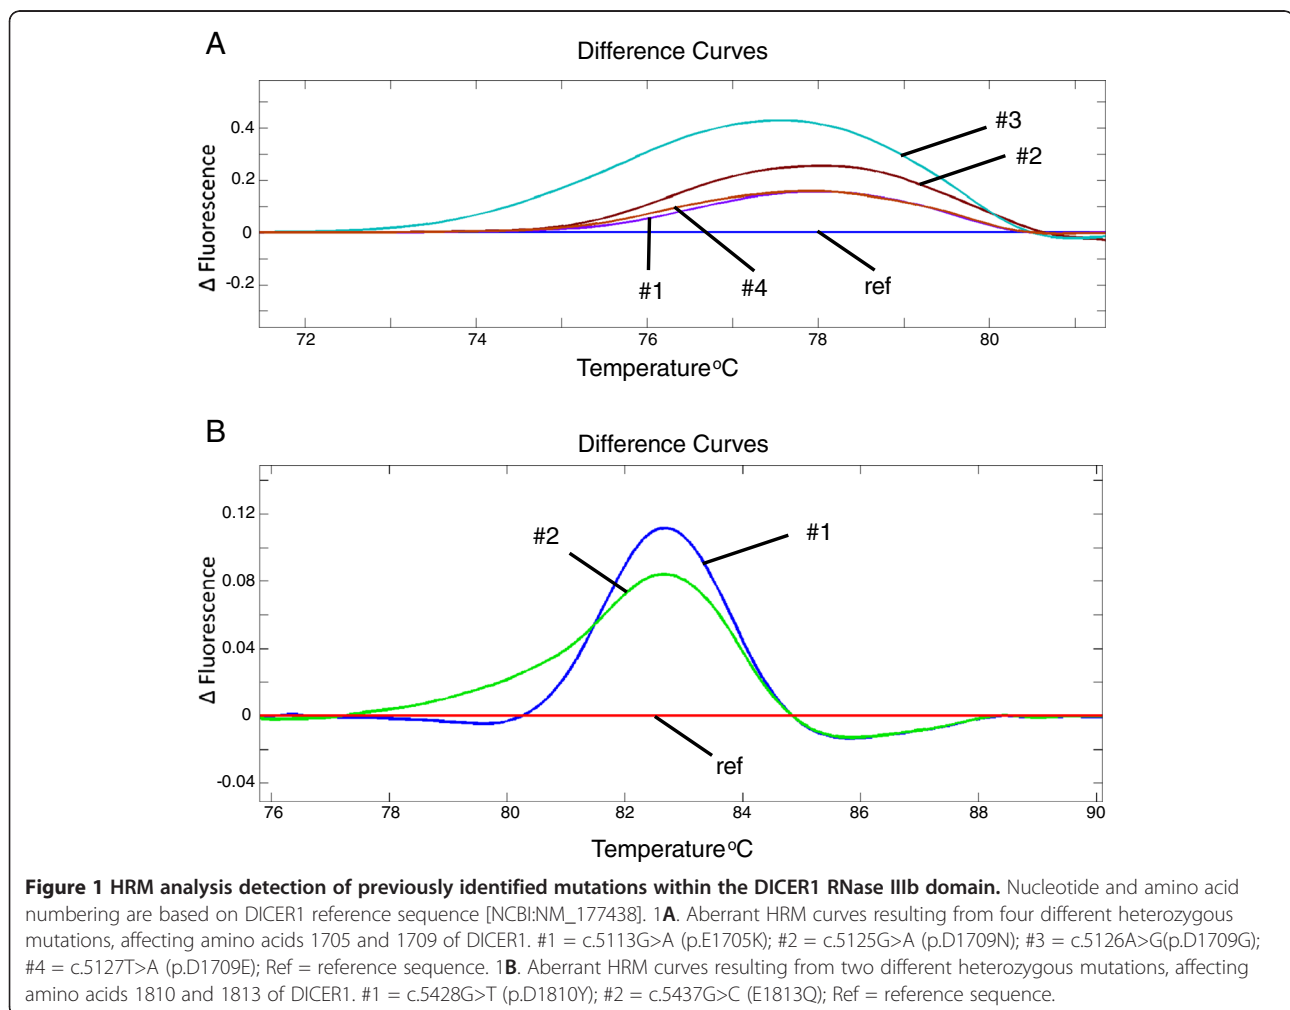 A
Difference Curves
0.4
0.2
0
-0.2
Δ Fluorescence
#3
#2
#1
#4
ref
72 74 76 78 80
Temperature°C
B
Difference Curves
0.12
0.08
0.04
0
-0.04
Δ Fluorescence
#2
#1
ref
76 78 80 82 84 86 88 90
Temperature°C
Figure 1 HRM analysis detection of previously identified mutations within the DICER1 RNase IIIb domain. Nucleotide and amino acid
numbering are based on DICER1 reference sequence [NCBI:NM_177438]. 1A. Aberrant HRM curves resulting from four different heterozygous
mutations, affecting amino acids 1705 and 1709 of DICER1. #1 = c.5113G>A (p.E1705K); #2 = c.5125G>A (p.D1709N); #3 = c.5126A>G(p.D1709G);
#4 = c.5127T>A (p.D1709E); Ref = reference sequence. 1B. Aberrant HRM curves resulting from two different heterozygous mutations, affecting
amino acids 1810 and 1813 of DICER1. #1 = c.5428G>T (p.D1810Y); #2 = c.5437G>C (E1813Q); Ref = reference sequence.